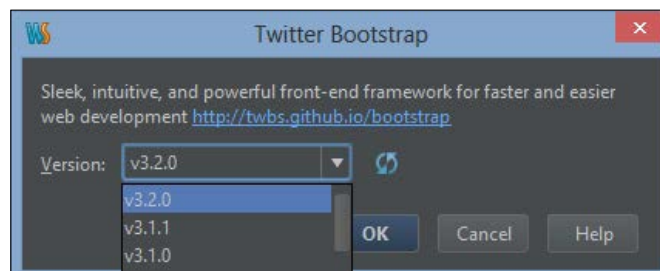 WS
Twitter Bootstrap
Sleek, intuitive, and powerful front-end framework for faster and easier
web development http://twbs.github.io/bootstrap
Version: v3.2.0
v3.2.0
v3.1.1
v3.1.0
OK Cancel Help